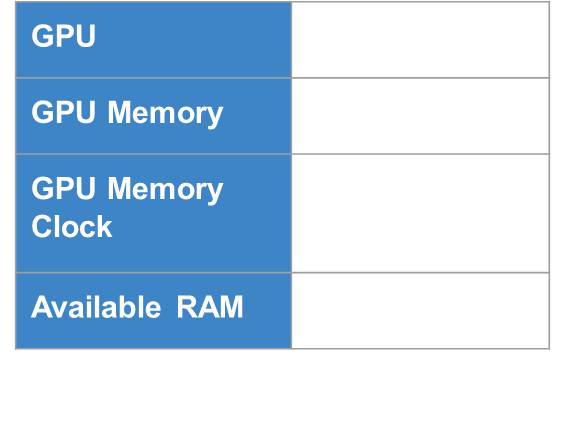 GPU
GPU Memory
GPU Memory
Clock
Available RAM